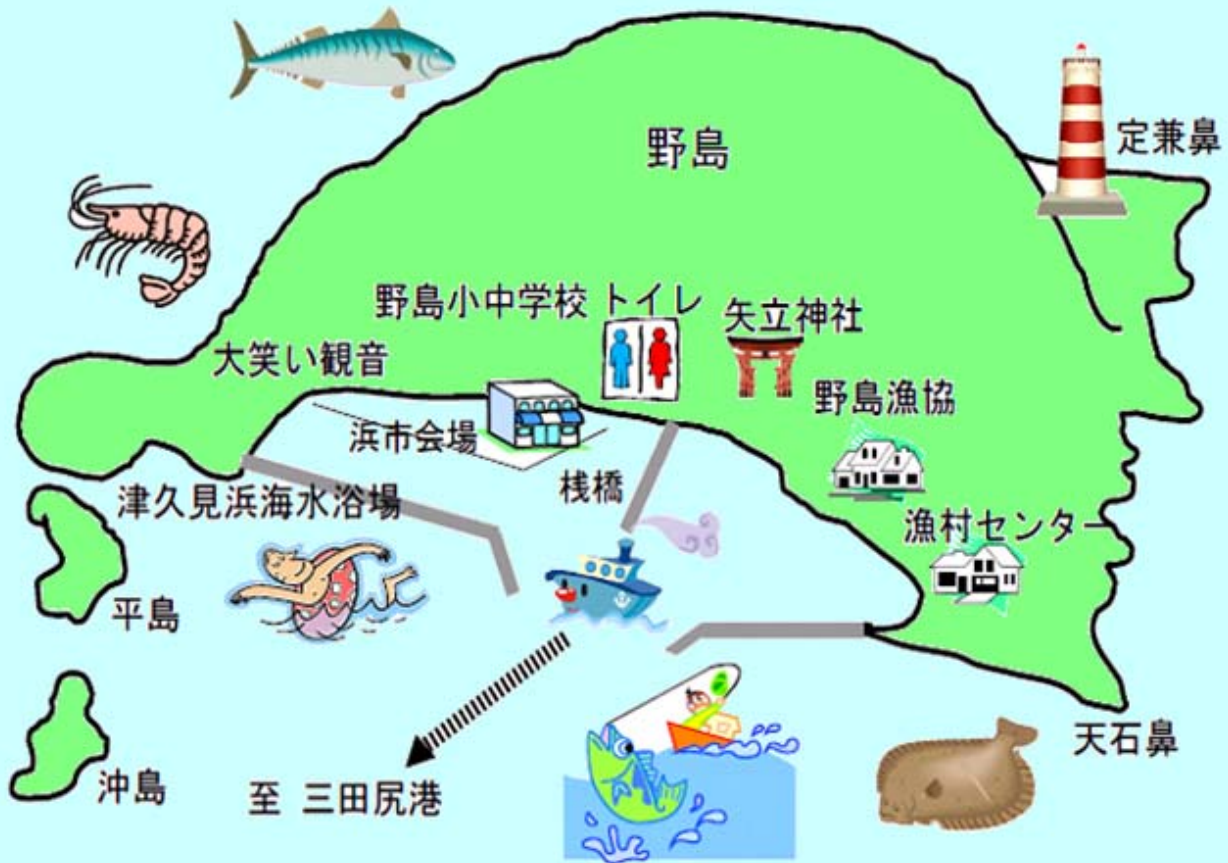 野島
定兼鼻
野島小中学校 トイレ
矢立神社
大笑い観音
野島漁協
浜市会場
桟橋
津久見浜海水浴場
漁村センター
平島
天石鼻
沖島
至 三田尻港